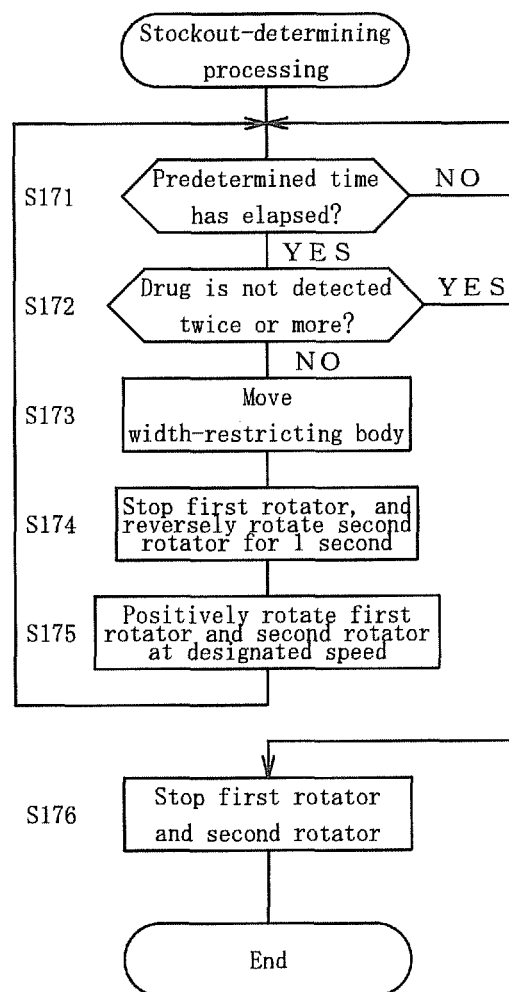 Stockout-determining
processing
S171
Predetermined time
has elapsed?
NO
YES
S172
Drug is not detected
twice or more?
YES
NO
S173
Move
width-restricting body
S174
Stop first rotator, and
reversely rotate second
rotator for 1 second
S175
Positively rotate first
rotator and second rotator
at designated speed
S176
Stop first rotator
and second rotator
End